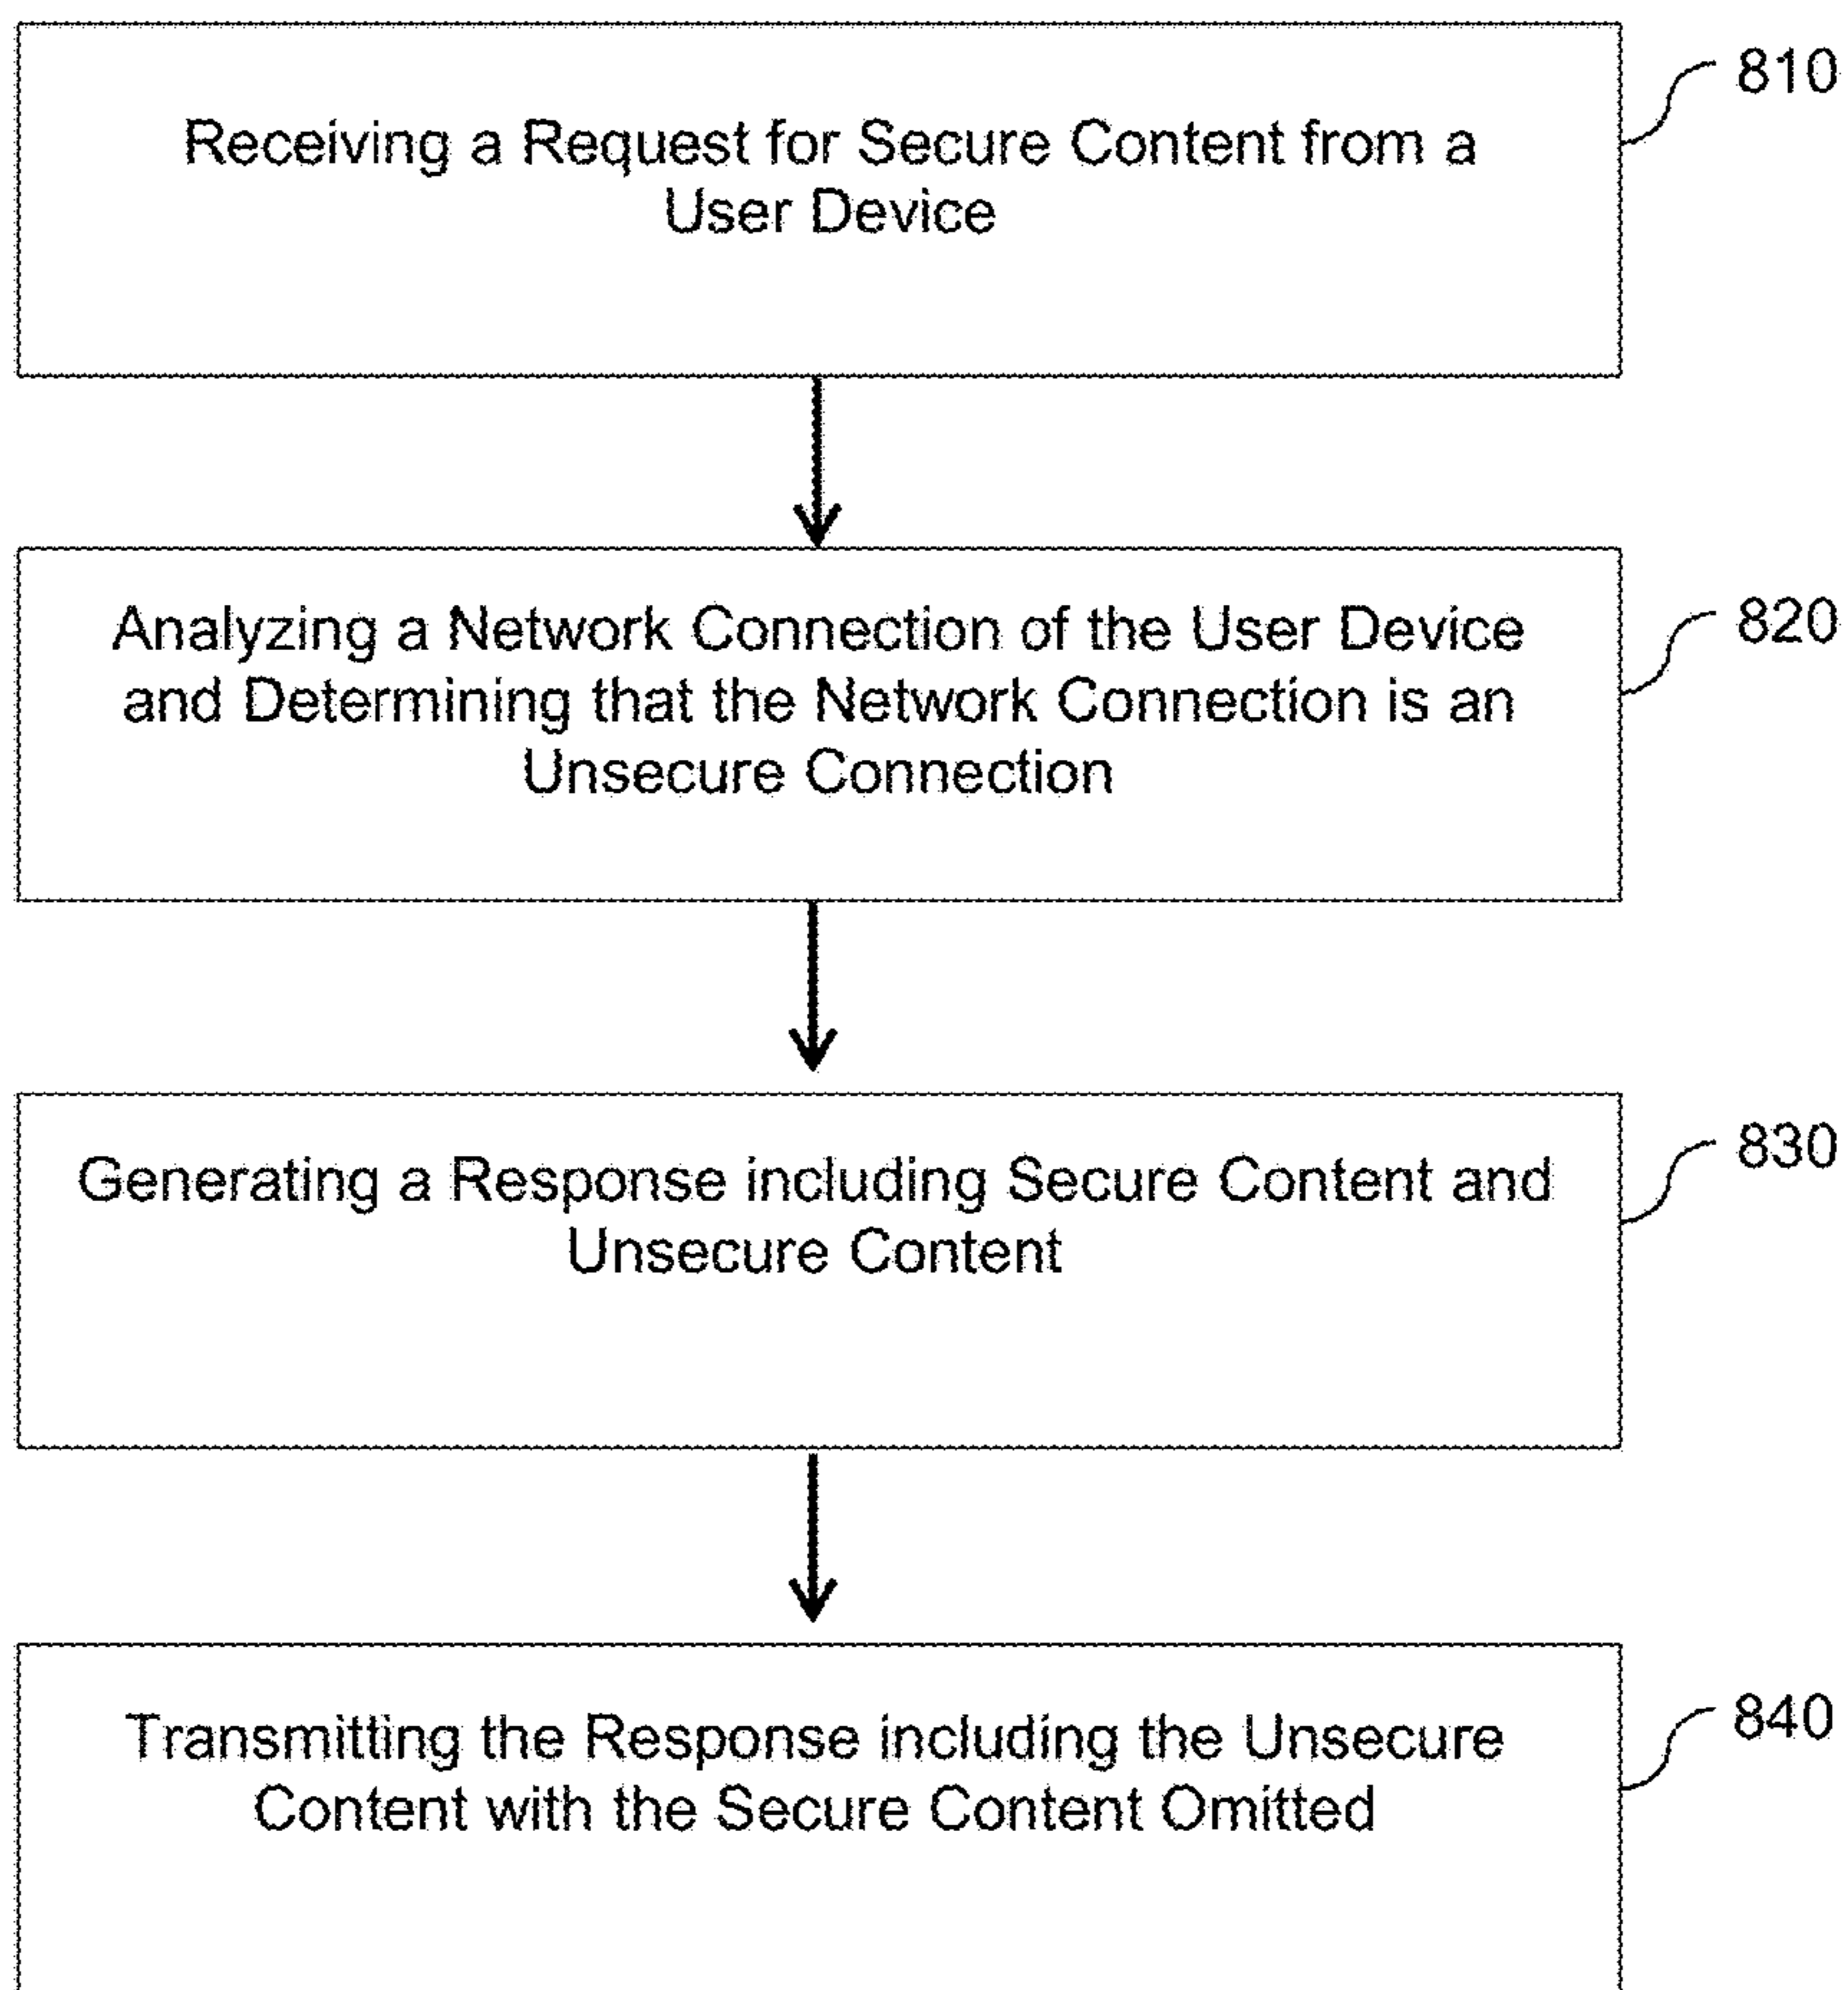 810
Receiving a Request for Secure Content from a
User Device
820
Analyzing a Network Connection of the User Device
and Determining that the Network Connection is an
Unsecure Connection
830
Generating a Response including Secure Content and
Unsecure Content
840
Transmitting the Response including the Unsecure
Content with the Secure Content Omitted